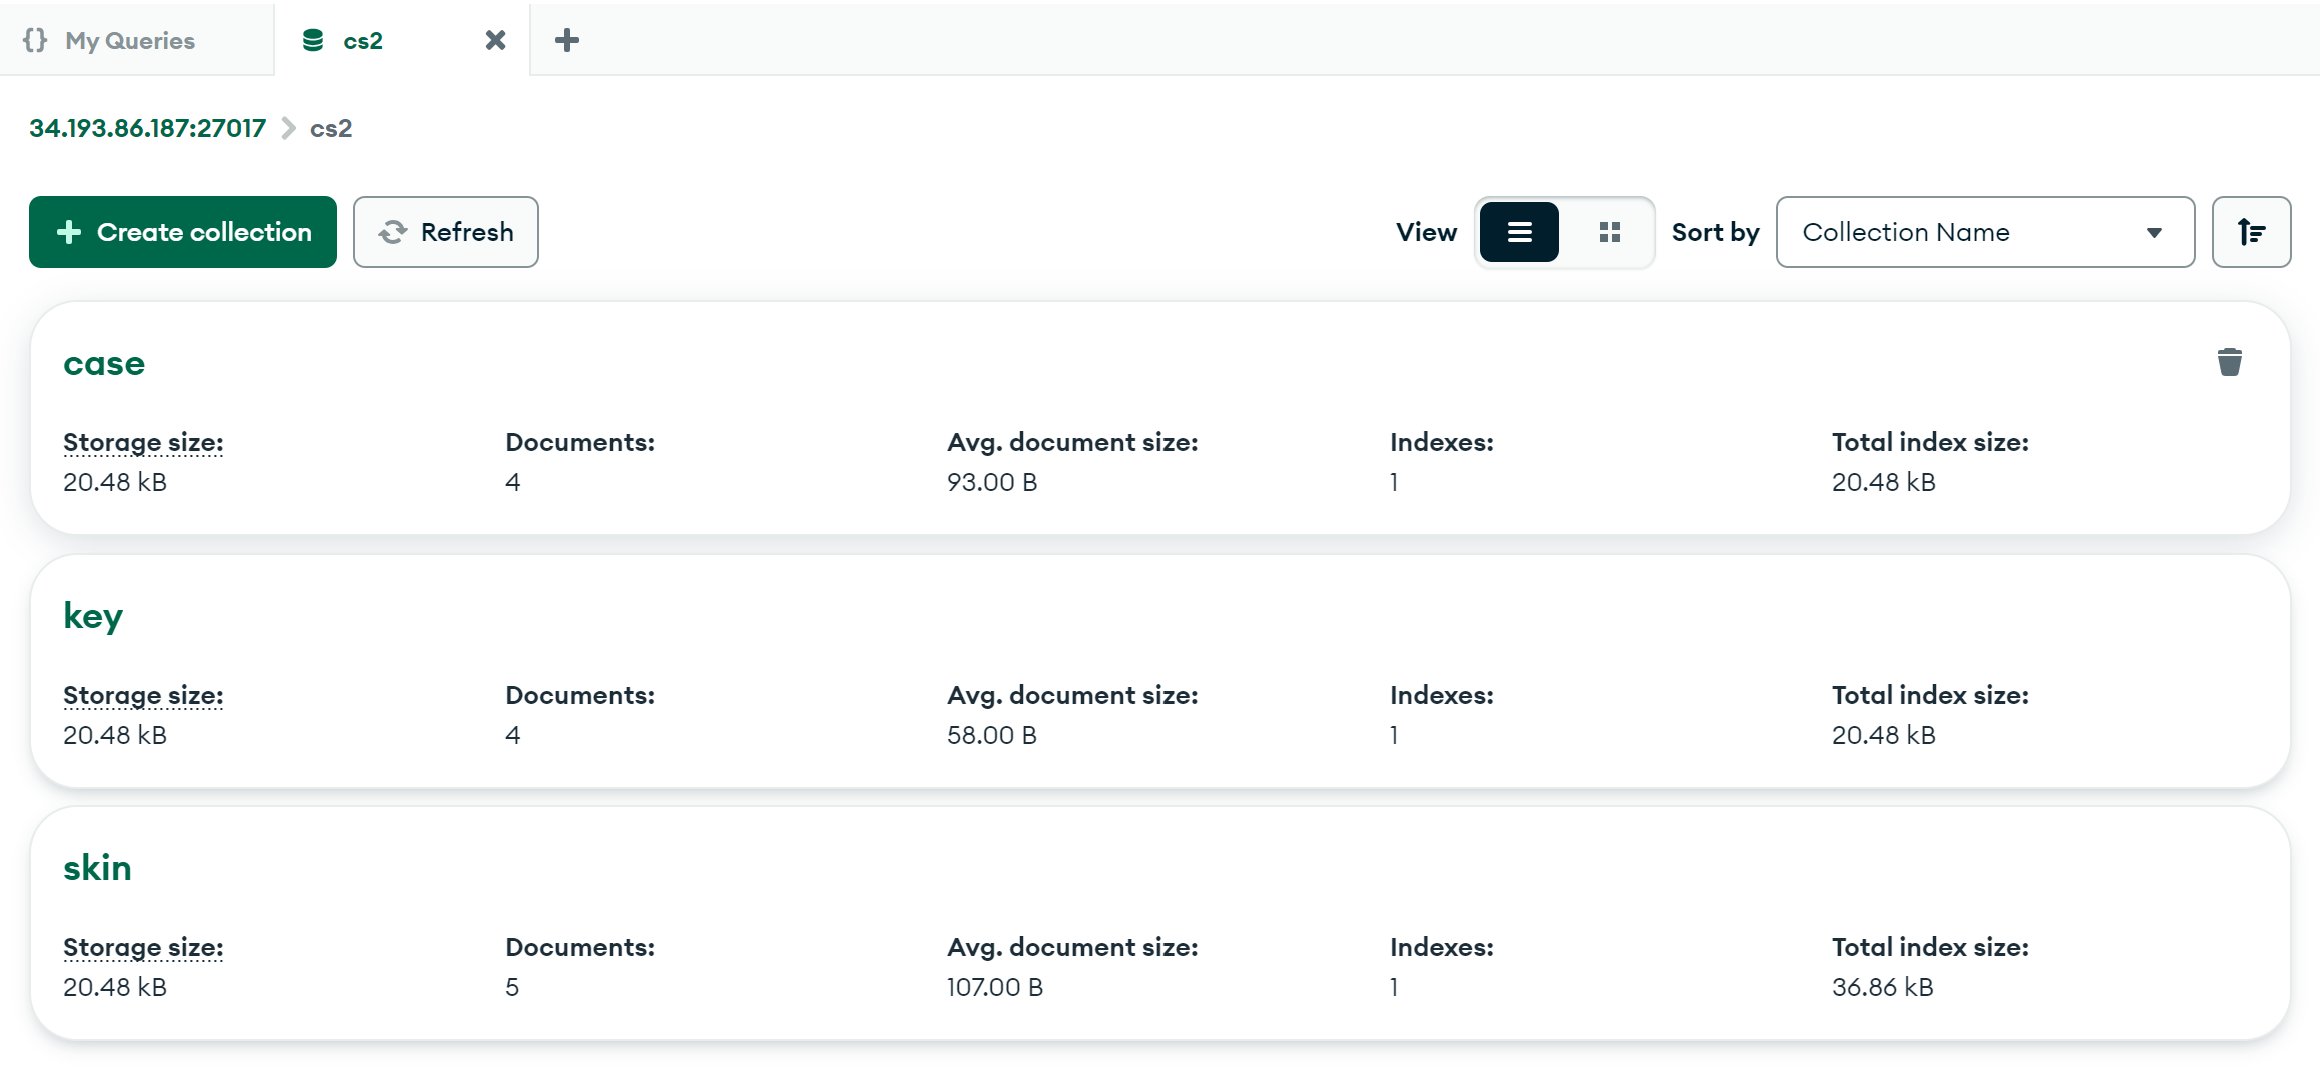 {} My Queries
cs2
34.193.86.187:27017 > cs2
Create collection
Refresh
View
Sort by
Collection Name
case
Storage size: Documents: Avg. document size: Indexes: Total index size:
20.48 kB 4 93.00 B 1 20.48 kB
key
Storage size: Documents: Avg. document size: Indexes: Total index size:
20.48 kB 4 58.00 B 1 20.48 kB
skin
Storage size: Documents: Avg. document size: Indexes: Total index size:
20.48 kB 5 107.00 B 1 36.86 kB